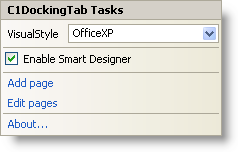 C1DockingTab Tasks
VisualStyle OfficeXP
Enable Smart Designer
Add page
Edit pages
About...